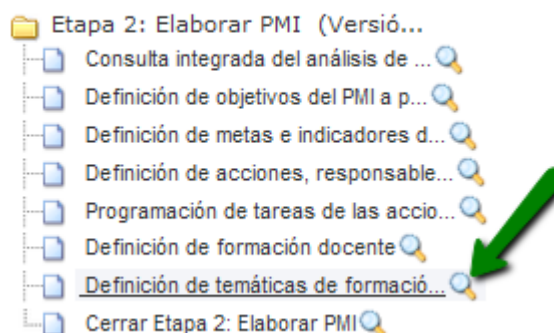 Etapa 2: Elaborar PMI (Versió...
Consulta integrada del análisis de ...
Definición de objetivos del PMI a p...
Definición de metas e indicadores d...
Definición de acciones, responsable...
Programación de tareas de las accio...
Definición de formación docente
Definición de temáticas de formació...
Cerrar Etapa 2: Elaborar PMI